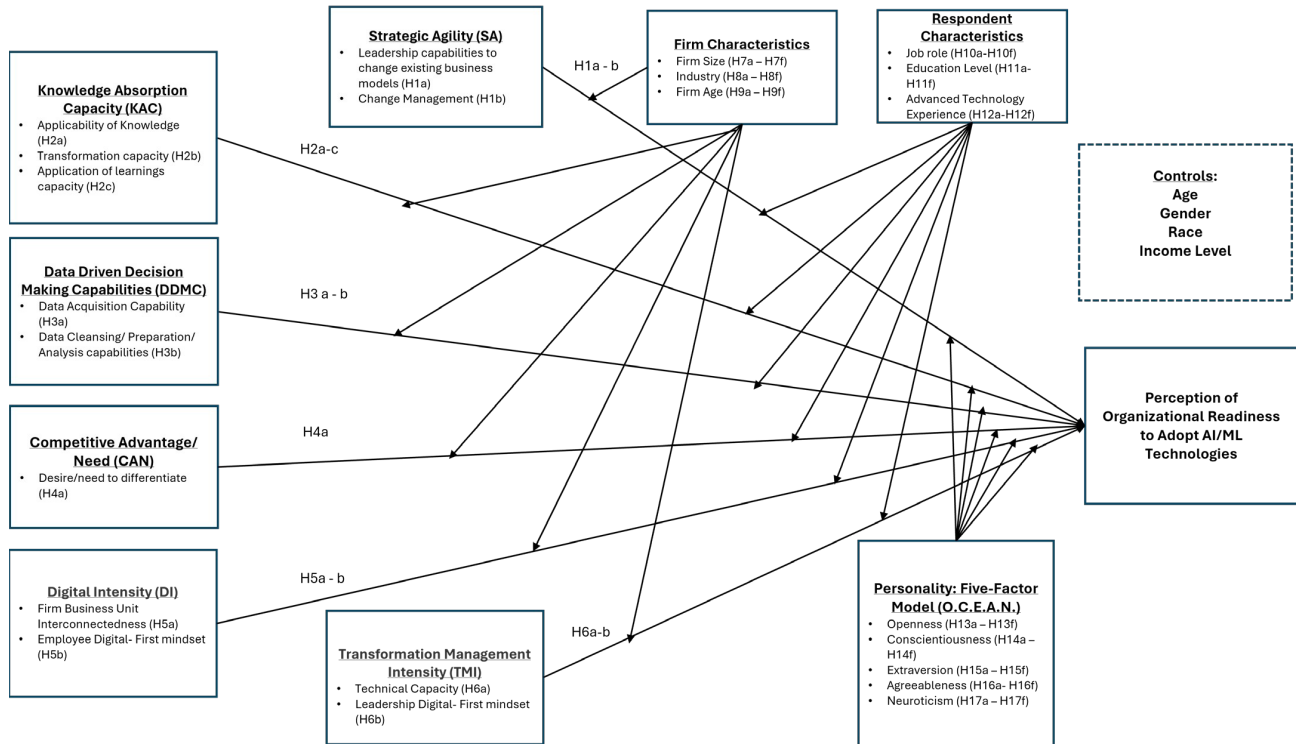 Strategic Agility (SA)
• Leadership capabilities to
change existing business
models (H1a)
• Change Management (H1b)
H1a - b
Firm Characteristics
• Firm Size (H7a – H7f)
• Industry (H8a – H8f)
• Firm Age (H9a – H9f)
Respondent
Characteristics
• Job role (H10a-H10f)
• Education Level (H11a-
H11f)
• Advanced Technology
Experience (H12a-H12f)
Knowledge Absorption
Capacity (KAC)
• Applicability of Knowledge
(H2a)
• Transformation capacity (H2b)
• Application of learnings
capacity (H2c)
H2a-c
Controls:
Age
Gender
Race
Income Level
Data Driven Decision
Making Capabilities (DDMC)
• Data Acquisition Capability
(H3a)
• Data Cleansing/ Preparation/
Analysis capabilities (H3b)
H3 a - b
Perception of
Organizational Readiness
to Adopt AI/ML
Technologies
Competitive Advantage/
Need (CAN)
• Desire/need to differentiate
(H4a)
H4a
Digital Intensity (DI)
• Firm Business Unit
Interconnectedness (H5a)
• Employee Digital- First mindset
(H5b)
H5a - b
Transformation Management
Intensity (TMI)
• Technical Capacity (H6a)
• Leadership Digital- First mindset
(H6b)
H6a-b
Personality: Five-Factor
Model (O.C.E.A.N.)
• Openness (H13a – H13f)
• Conscientiousness (H14a –
H14f)
• Extraversion (H15a – H15f)
• Agreeableness (H16a- H16f)
• Neuroticism (H17a – H17f)